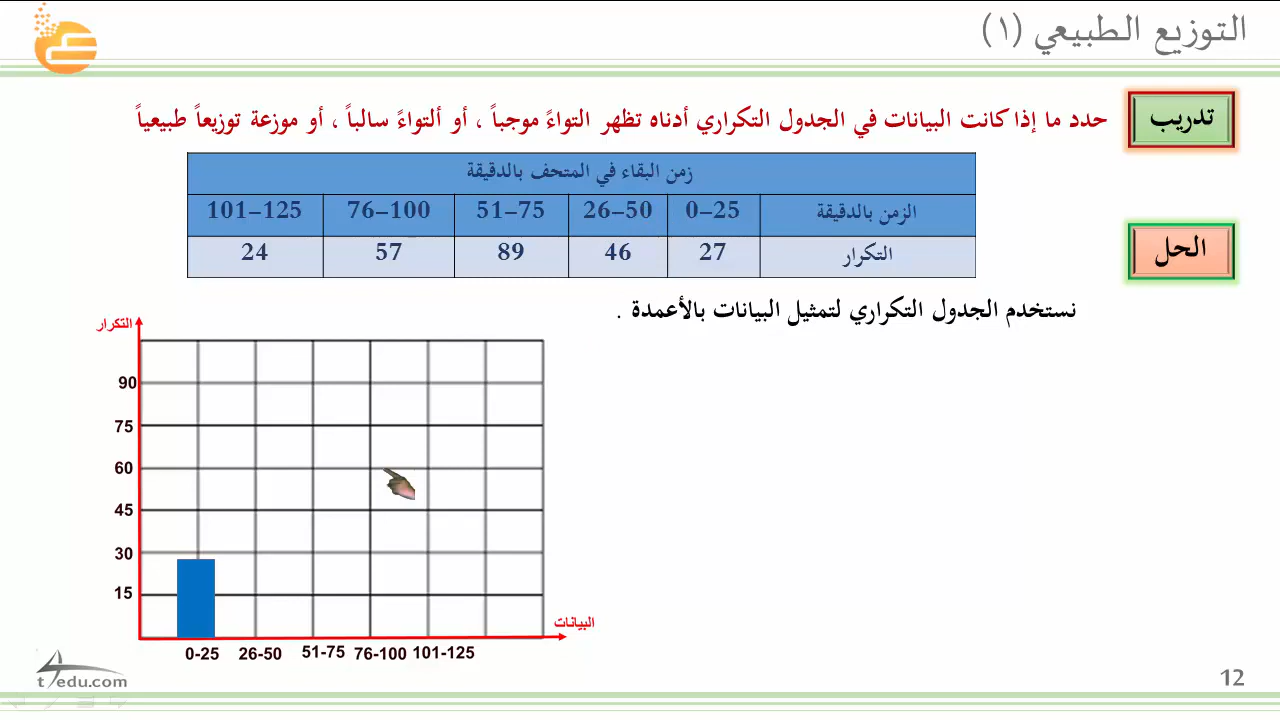 التوزيع الطبيعي (١)
تدريب
حدد ما إذا كانت البيانات في الجدول التكراري أدناه تظهر التواءً موجباً ، أو ألتواءً سالباً ، أو موزعة توزيعاً طبيعياً
زمن البقاء في المتحف بالدقيقة
الزمن بالدقيقة 0–25 26–50 51–75 76–100 101–125
التكرار 27 46 89 57 24
الحل
نستخدم الجدول التكراري لتمثيل البيانات بالأعمدة .
التكرار
90
75
60
45
30
15
البيانات
0-25 26-50 51-75 76-100 101-125
t4edu.com
12